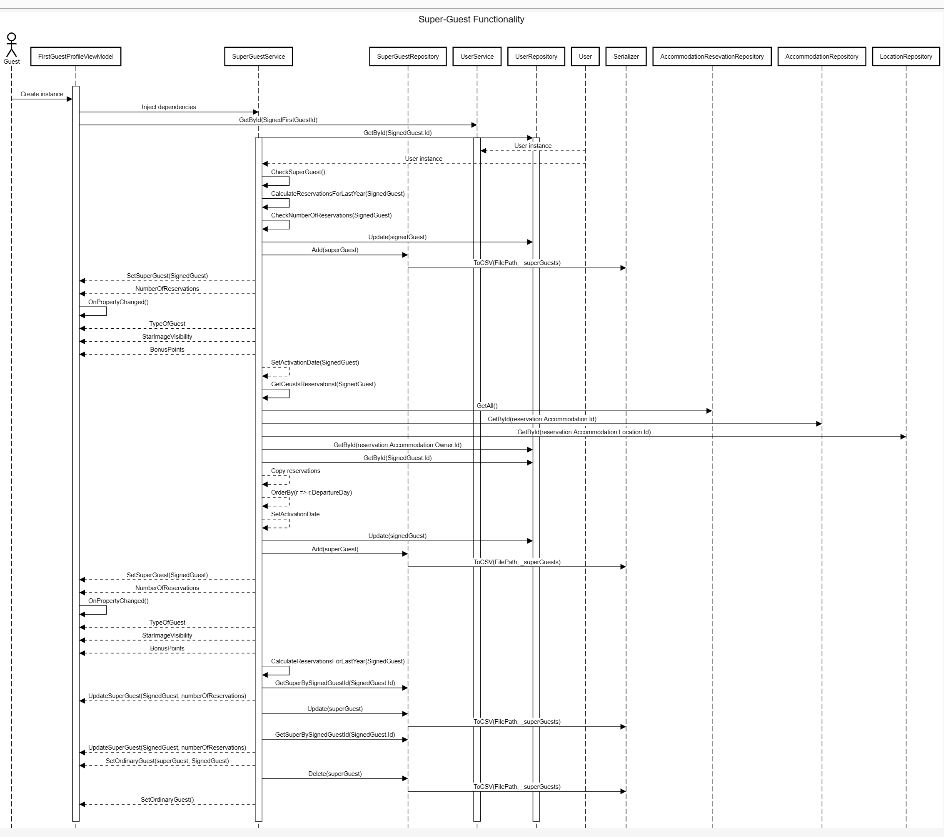 Super-Guest Functionality
Guest
FirstGuestProfileViewModel
SuperGuestService
SuperGuestRepository
UserService
UserRepository
User
Serializer
AccommodationResevationRepository
AccommodationRepository
LocationRepository
Create instance
Inject dependencies
GetById(SignedFirstGuestId)
GetById(SignedGuest.Id)
User instance
User instance
CheckSuperGuest()
CalculateReservationsForLastYear(SignedGuest)
CheckNumberOfReservations(SignedGuest)
Update(signedGuest)
Add(superGuest)
ToCSV(FilePath, _superGuests)
SetSuperGuest(SignedGuest)
NumberOfReservations
OnPropertyChanged()
TypeOfGuest
StarImageVisibility
BonusPoints
SetActivationDate(SignedGuest)
GetGeustsReservations(SignedGuest)
GetAll()
GetById(reservation.Accommodation.Id)
GetById(reservation.Accommodation.Location.Id)
GetById(reservation.Accommodation.Owner.Id)
GetById(SignedGuest.Id)
Copy reservations
OrderBy(r => r.DepartureDay)
SetActivationDate
Update(signedGuest)
Add(superGuest)
ToCSV(FilePath, _superGuests)
SetSuperGuest(SignedGuest)
NumberOfReservations
OnPropertyChanged()
TypeOfGuest
StarImageVisibility
BonusPoints
CalculateReservationsForLastYear(SignedGuest)
GetSuperBySignedGuestId(SignedGuest.Id)
UpdateSuperGuest(SignedGuest, numberOfReservations)
Update(superGuest)
ToCSV(FilePath, _superGuests)
GetSuperBySignedGuestId(SignedGuest.Id)
UpdateSuperGuest(SignedGuest, numberOfReservations)
SetOrdinaryGuest(superGuest, SignedGuest)
Delete(superGuest)
ToCSV(FilePath, _superGuests)
SetOrdinaryGuest()